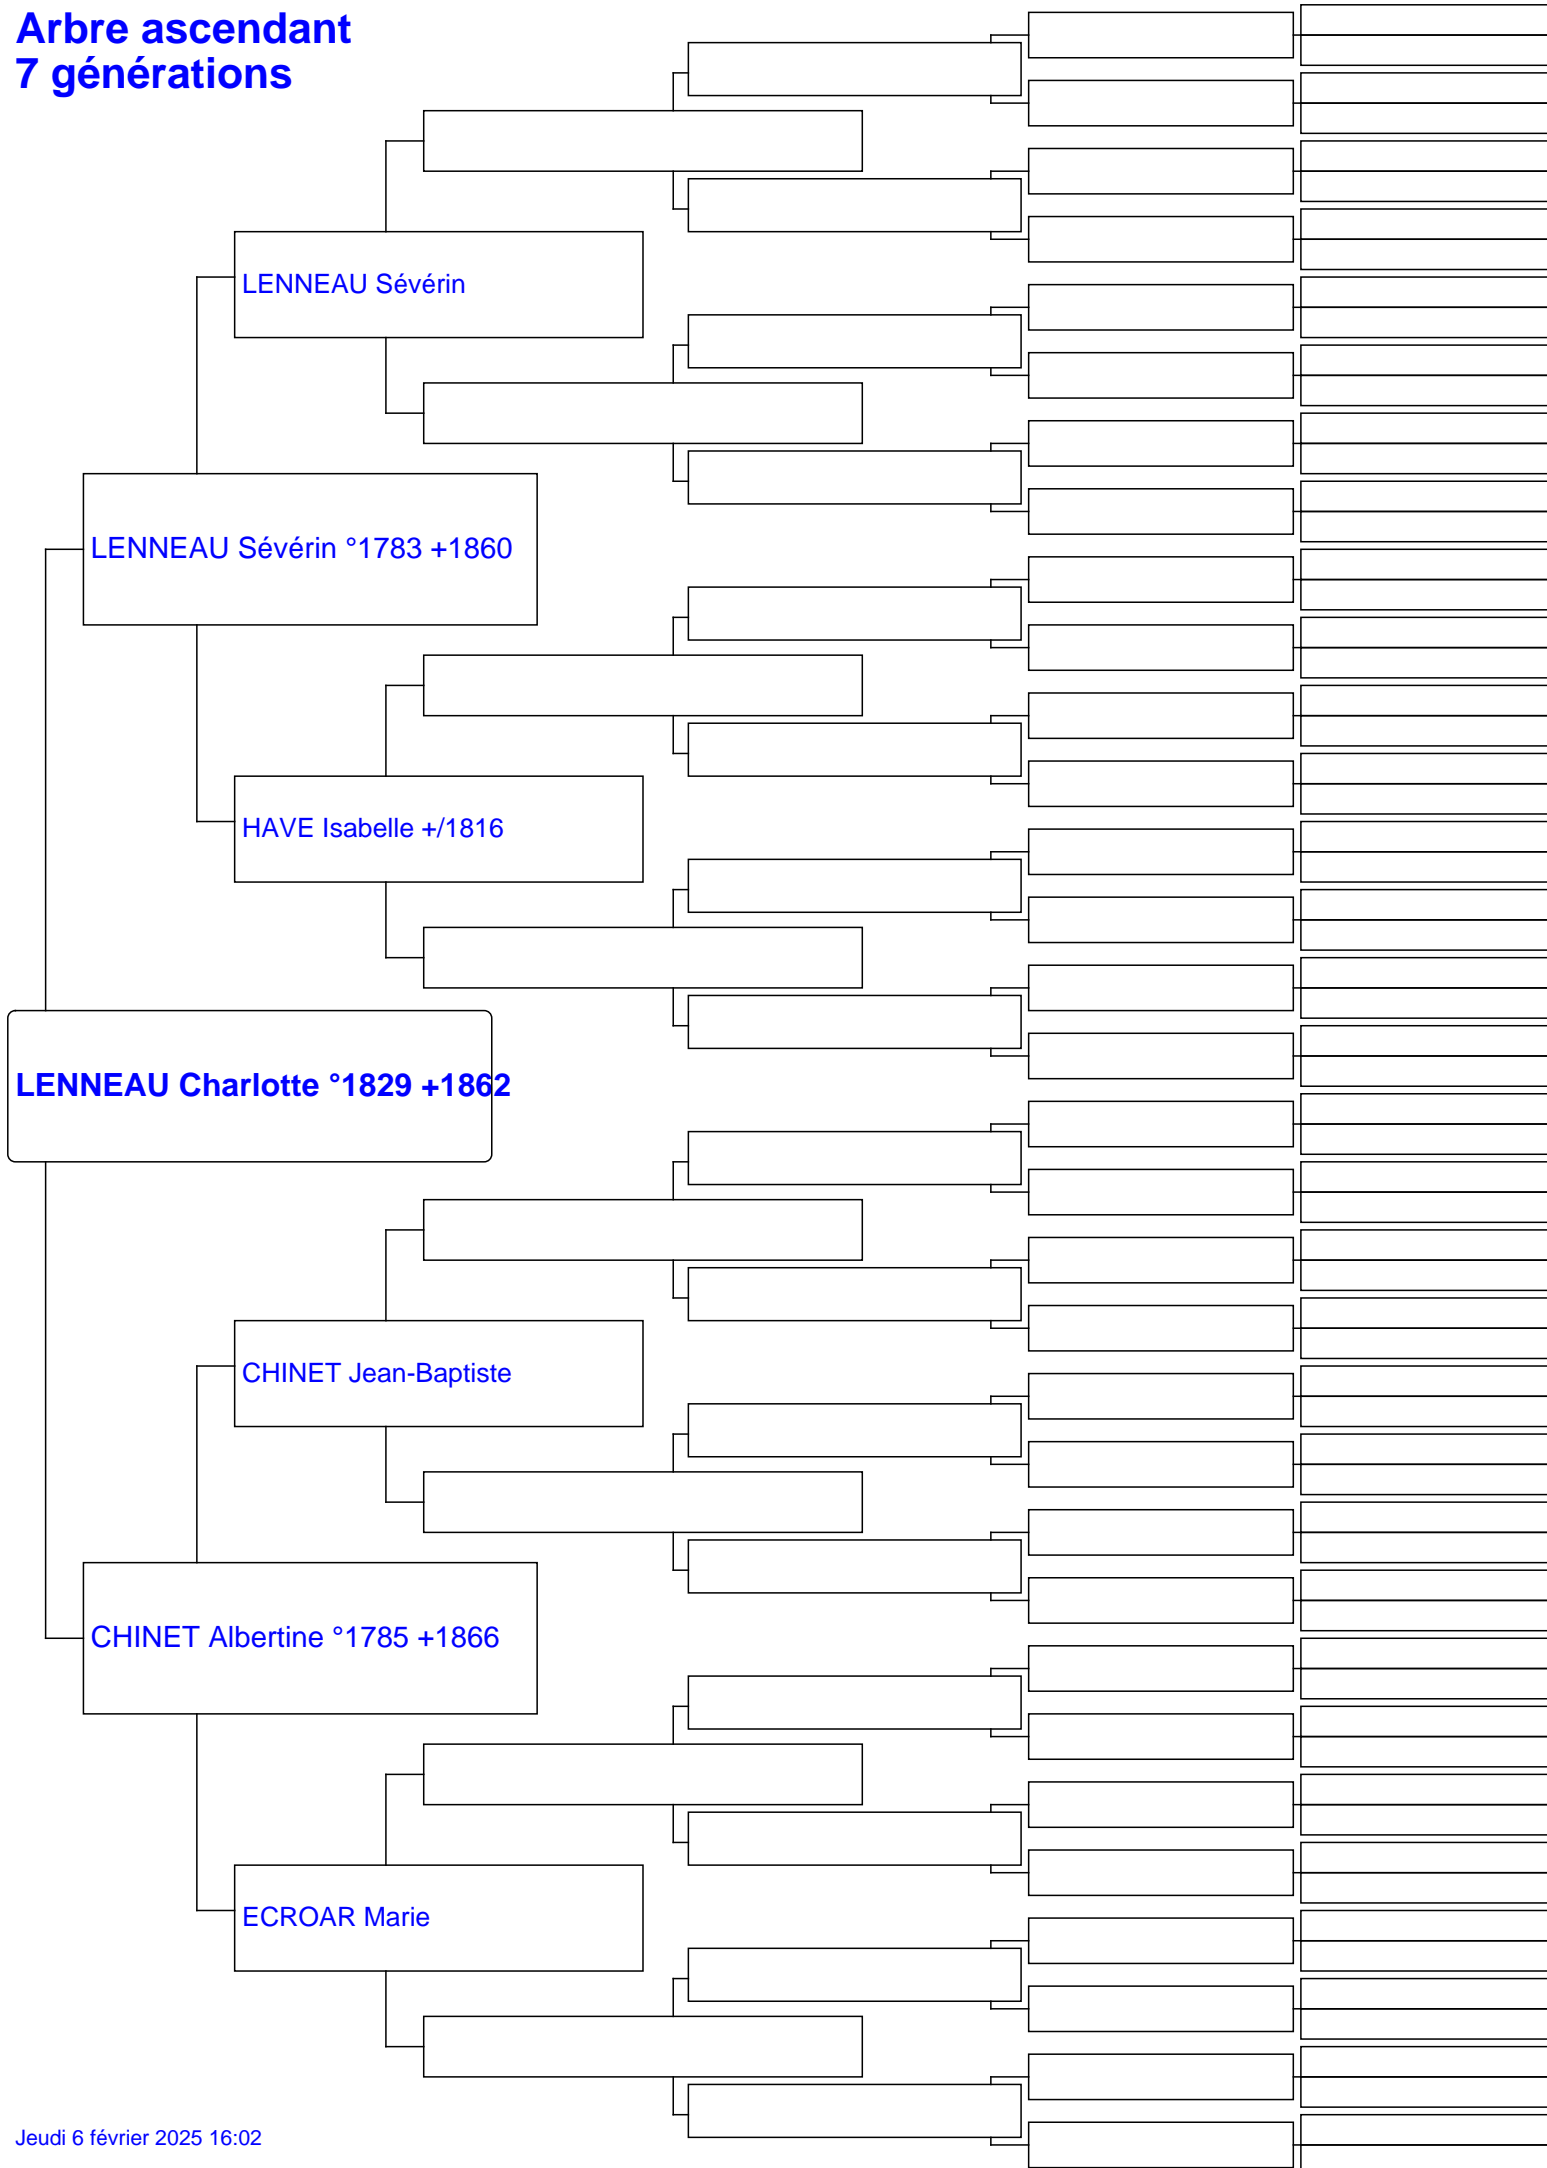 Arbre ascendant
7 générations
LENNEAU Sévérin
LENNEAU Sévérin °1783 +1860
HAVE Isabelle +/1816
LENNEAU Charlotte °1829 +1862
CHINET Jean-Baptiste
CHINET Albertine °1785 +1866
ECROAR Marie
Jeudi 6 février 2025 16:02